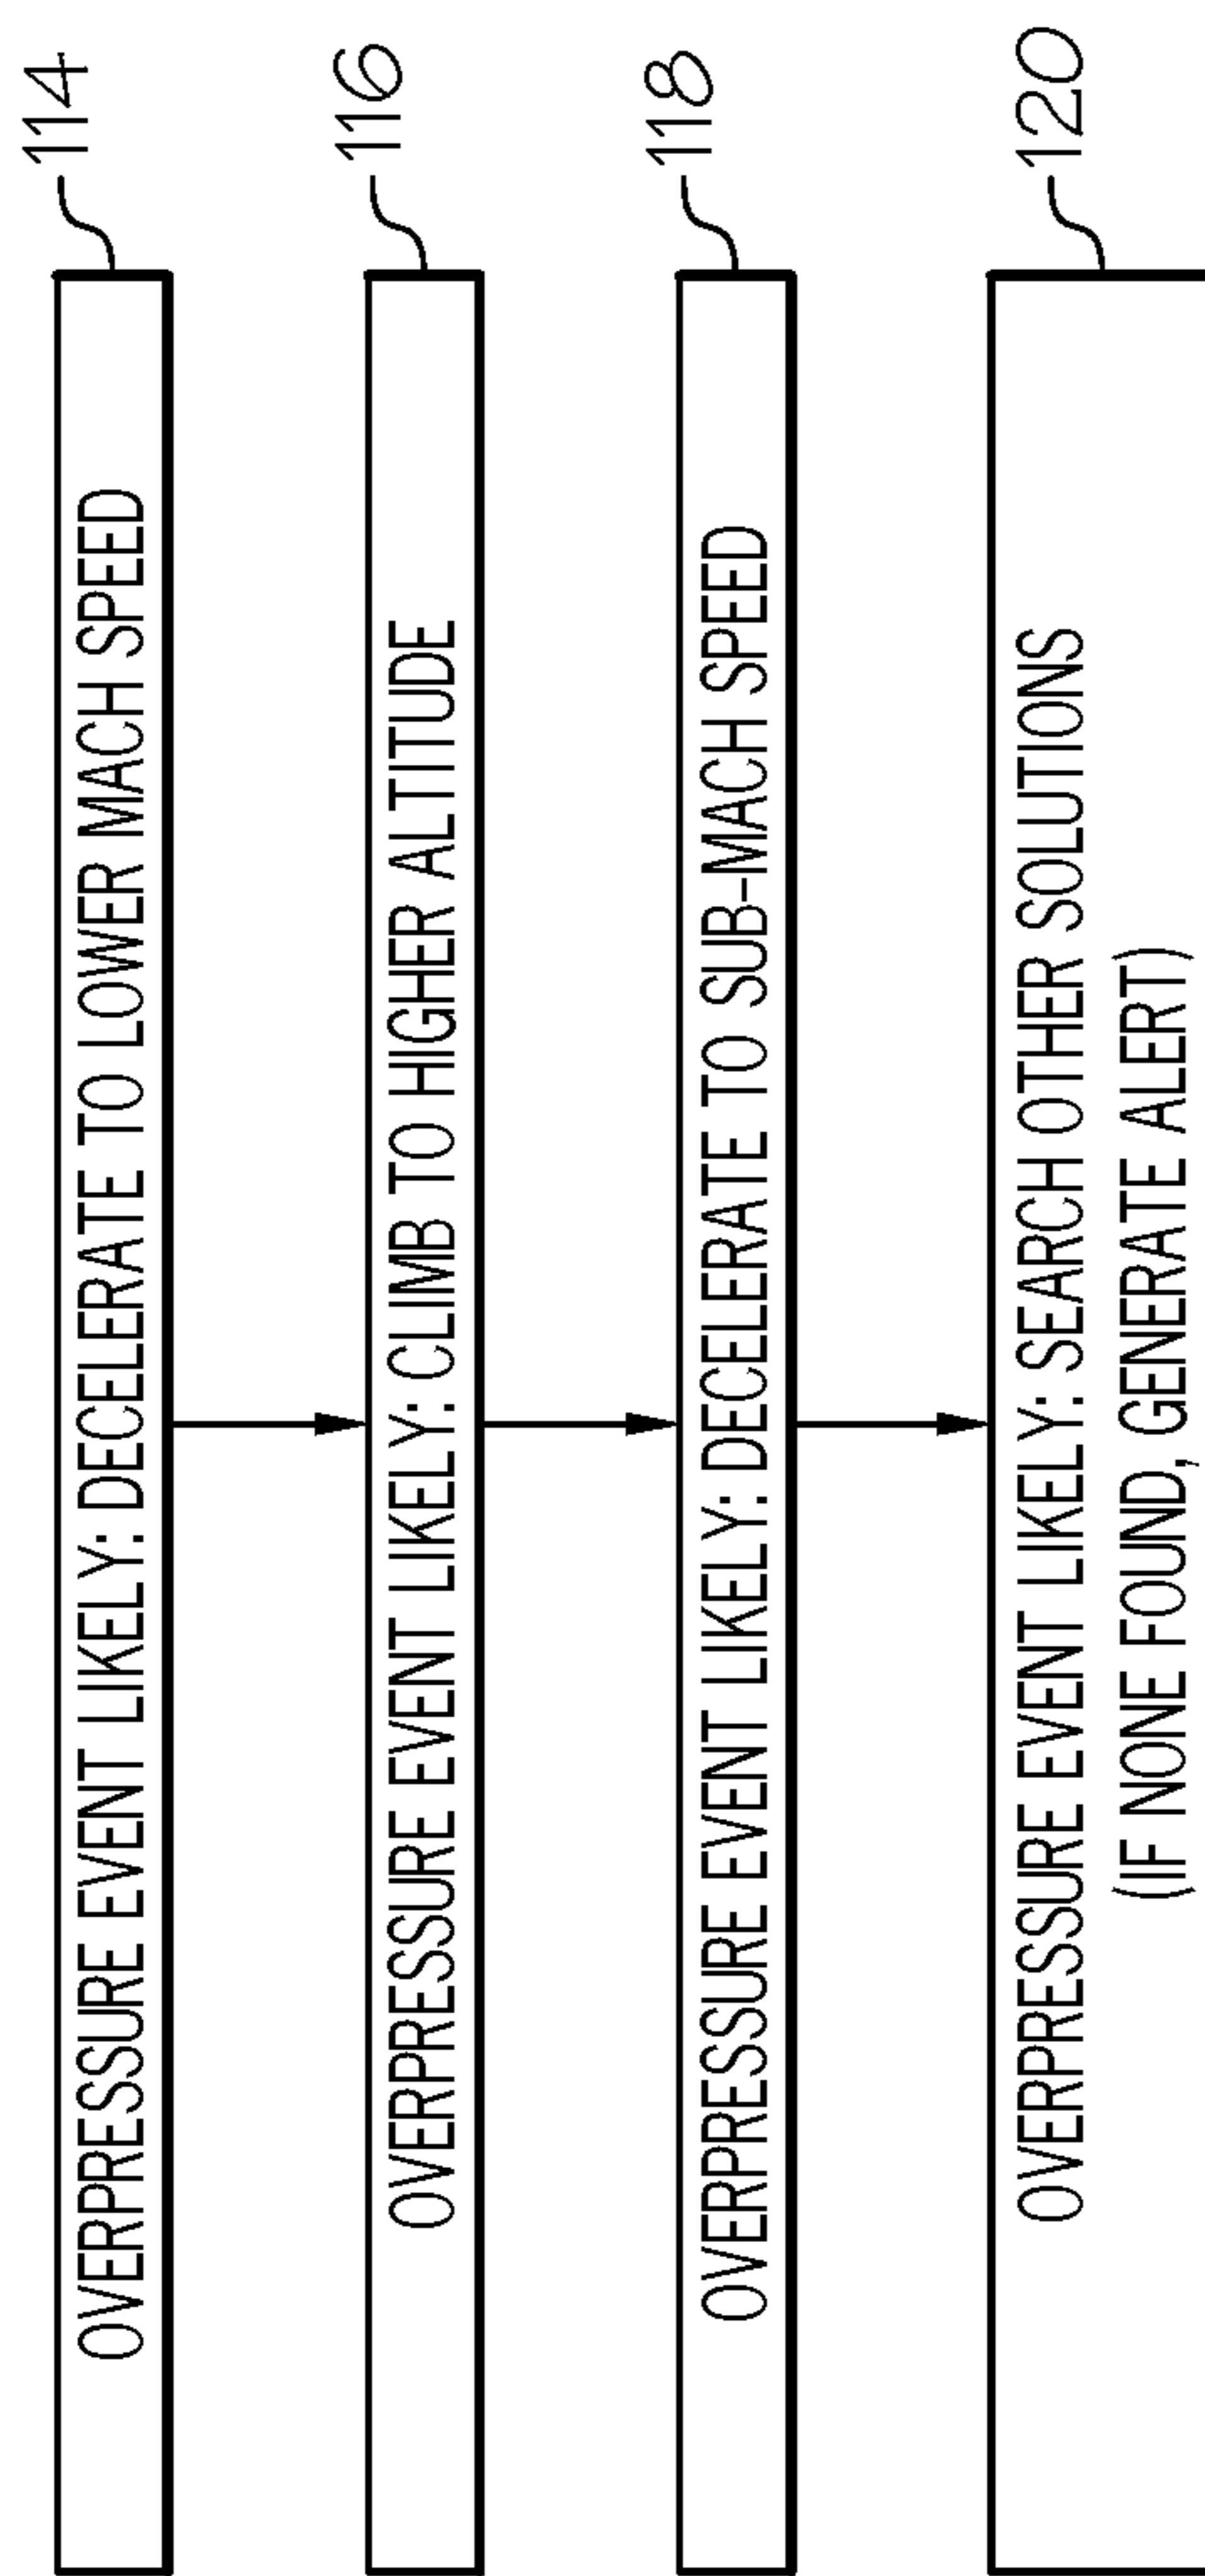 114
OVERPRESSURE EVENT LIKELY: DECELERATE TO LOWER MACH SPEED
116
OVERPRESSURE EVENT LIKELY: CLIMB TO HIGHER ALTITUDE
118
OVERPRESSURE EVENT LIKELY: DECELERATE TO SUB-MACH SPEED
120
OVERPRESSURE EVENT LIKELY: SEARCH OTHER SOLUTIONS
(IF NONE FOUND, GENERATE ALERT)